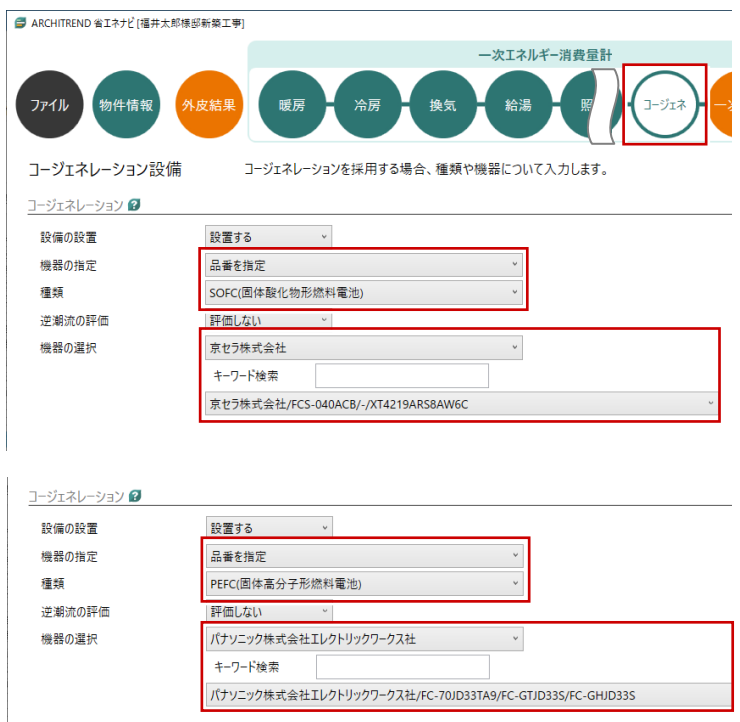 ARCHITREND 省エネナビ [福井太郎様邸新築工事]
一次エネルギー消費量計
ファイル 物件情報 外皮結果 暖房 冷房 換気 給湯 照 コージェネ 一次
コージェネレーション設備 コージェネレーションを採用する場合、種類や機器について入力します。
コージェネレーション ?
設備の設置 設置する
機器の指定 品番を指定
種類 SOFC(固体酸化物形燃料電池)
逆潮流の評価 評価しない
機器の選択 京セラ株式会社
キーワード検索
京セラ株式会社/FCS-040ACB/-/XT4219ARS8AW6C
コージェネレーション ?
設備の設置 設置する
機器の指定 品番を指定
種類 PEFC(固体高分子形燃料電池)
逆潮流の評価 評価しない
機器の選択 パナソニック株式会社エレクトリックワークス社
キーワード検索
パナソニック株式会社エレクトリックワークス社/FC-70JD33TA9/FC-GTJD33S/FC-GHJD33S